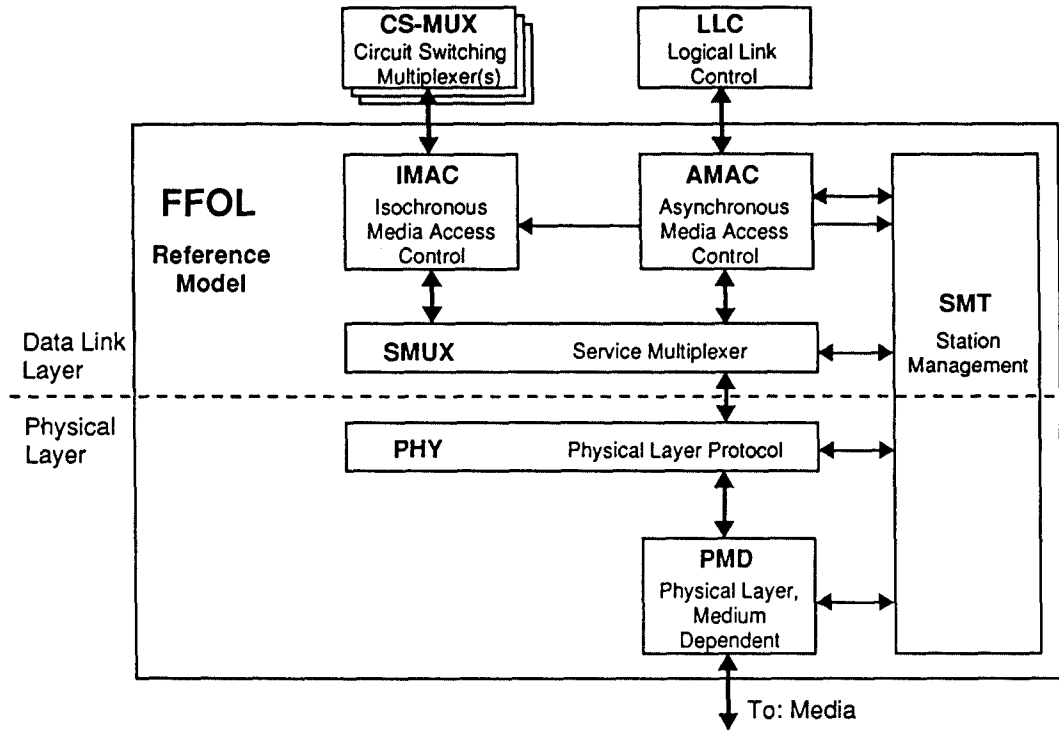 CS-MUX
Circuit Switching
Multiplexer(s)
LLC
Logical Link
Control
FFOL
Reference
Model
IMAC
Isochronous
Media Access
Control
AMAC
Asynchronous
Media Access
Control
SMT
Station
Management
SMUX Service Multiplexer
Data Link
Layer
Physical
Layer
PHY Physical Layer Protocol
PMD
Physical Layer,
Medium
Dependent
To: Media